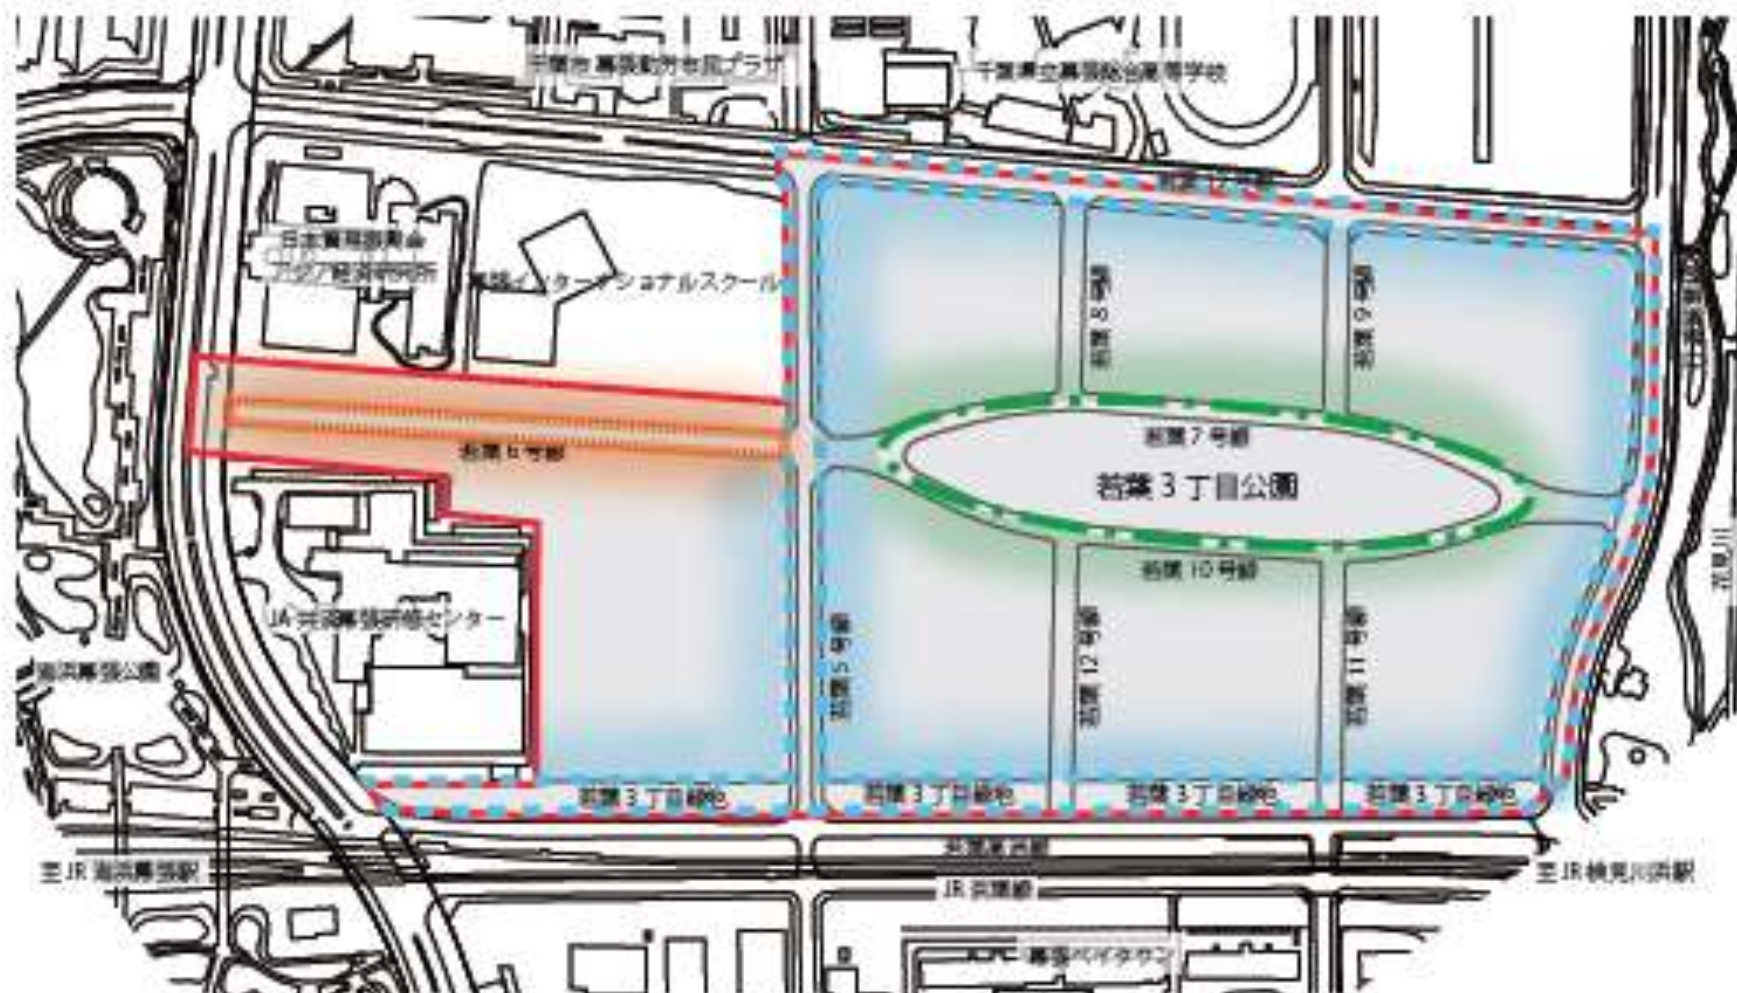 千葉市幕張勤労市民プラザ
千葉県立幕張総合高等学校
日本貿易振興会
アジア経済研究所
幕張インターナショナルスクール
若葉8号線
若葉9号線
若葉6号線
若葉7号線
若葉3丁目公園
若葉10号線
花見川
JA共済幕張研修センター
若葉5号線
若葉12号線
若葉11号線
海浜幕張公園
若葉3丁目緑地
若葉3丁目緑地
若葉3丁目緑地
若葉3丁目緑地
至JR海浜幕張駅
JR京葉線
至JR検見川浜駅
幕張ベイタウン